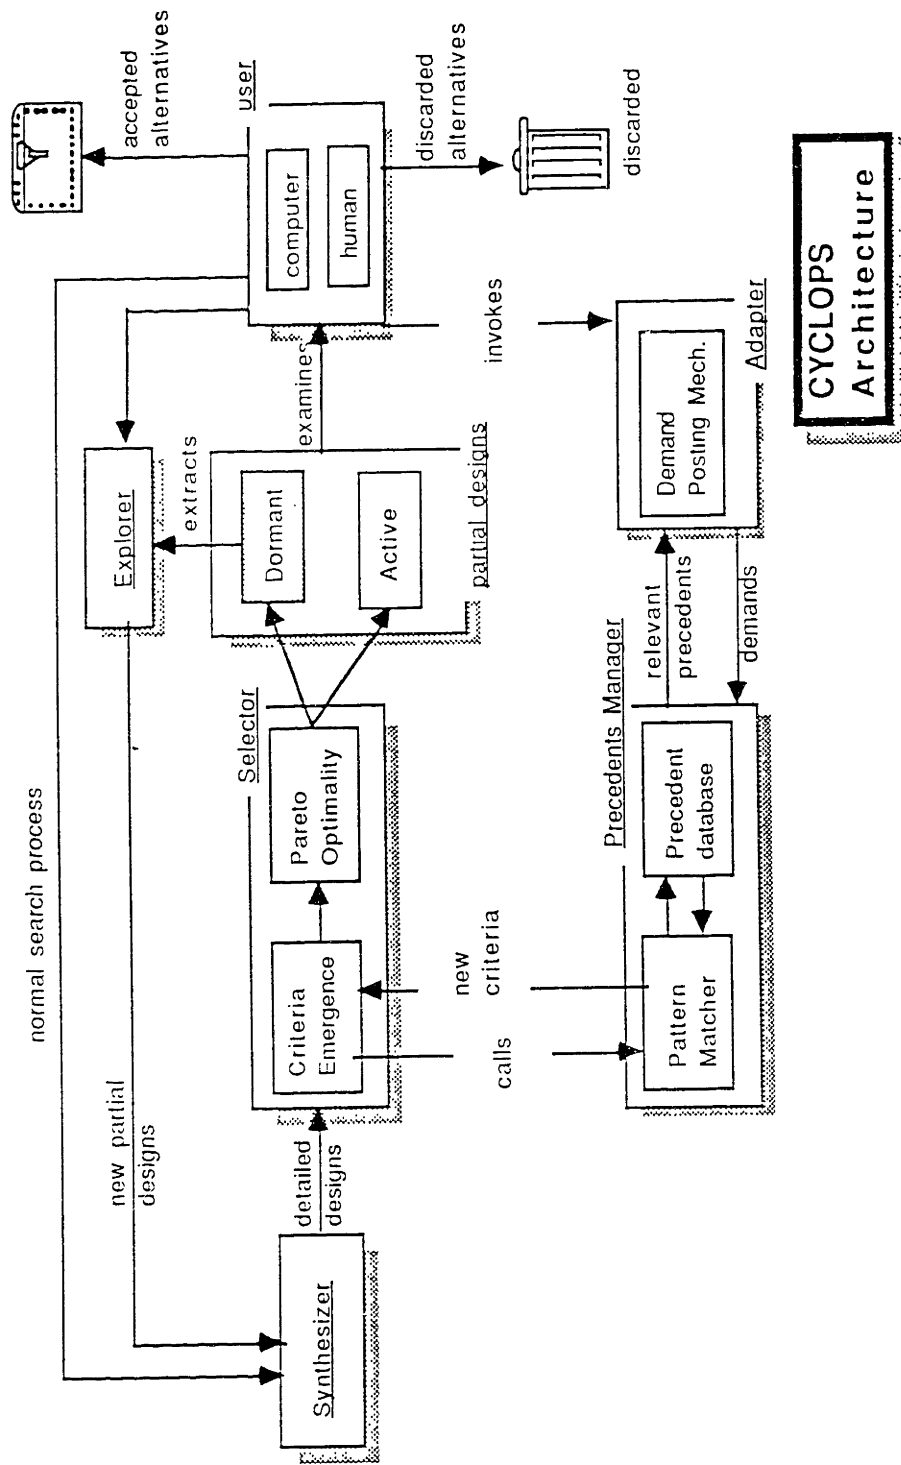 normal search process
new partial
designs
Explorer
extracts
accepted
alternatives
Synthesizer
detailed
designs
Selector
Criteria
Emergence
Pareto
Optimality
Dormant
Active
partial designs
examines
user
computer
human
discarded
alternatives
discarded
calls
new
criteria
invokes
Precedents Manager
Pattern
Matcher
Precedent
database
relevant
precedents
demands
Demand
Posting Mech.
Adapter
CYCLOPS
Architecture